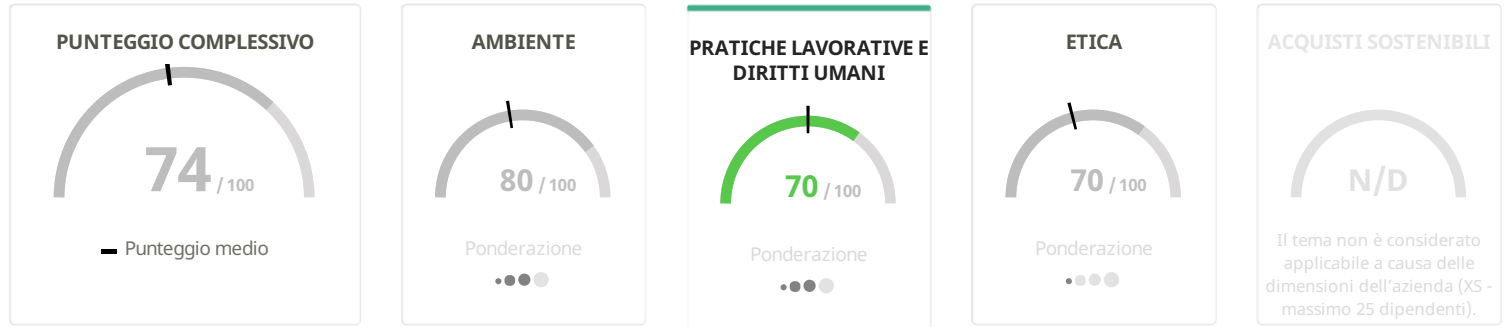 PUNTEGGIO COMPLESSIVO
74 / 100
Punteggio medio
AMBIENTE
80 / 100
Ponderazione
PRATICHE LAVORATIVE E
DIRITTI UMANI
70 / 100
Ponderazione
ETICA
70 / 100
Ponderazione
ACQUISTI SOSTENIBILI
N/D
Il tema non è considerato
applicabile a causa delle
dimensioni dell'azienda (XS -
massimo 25 dipendenti).